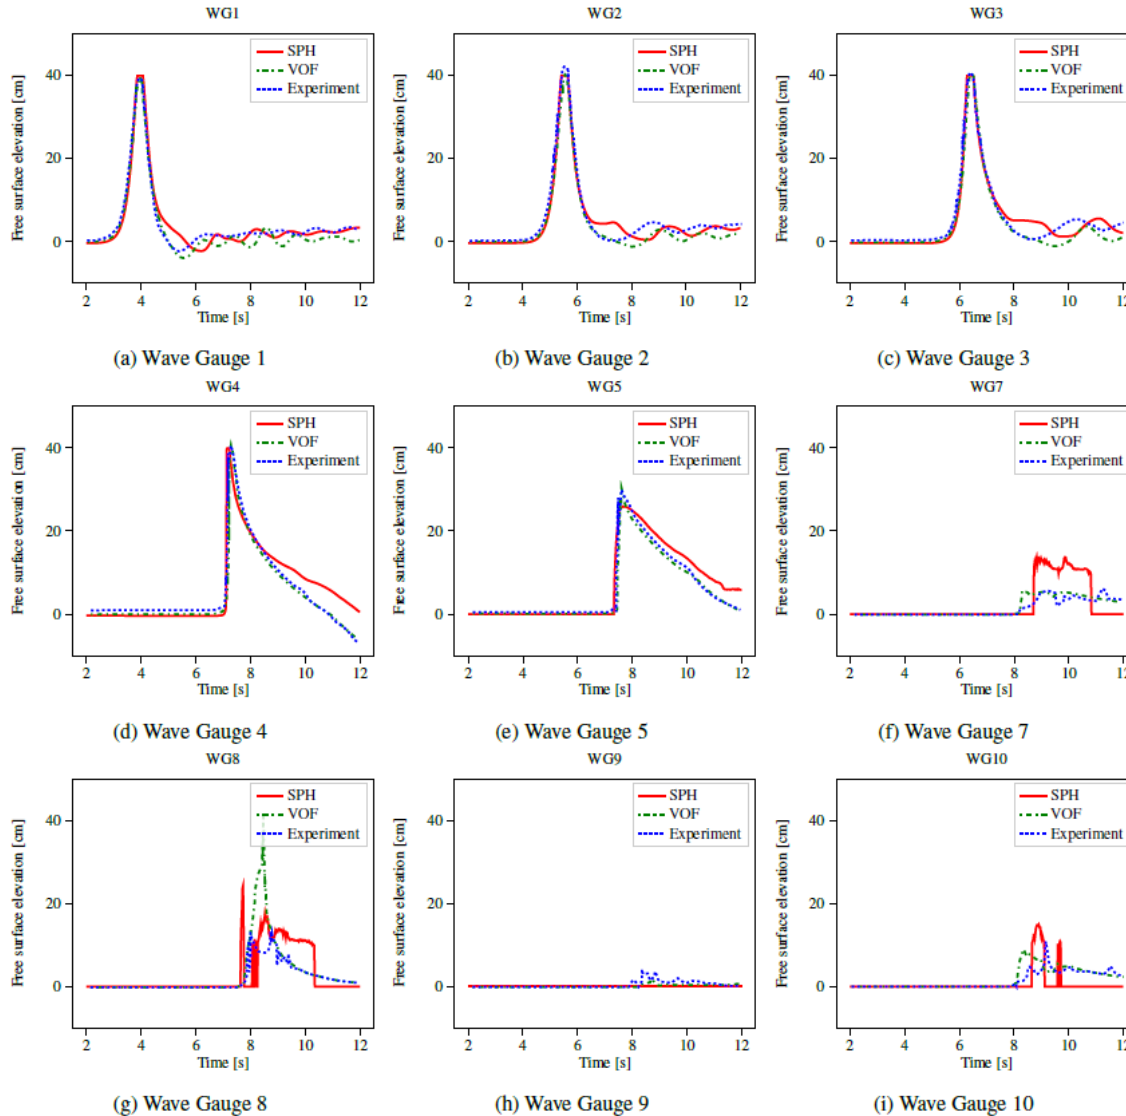 WG1
WG2
WG3
SPH
VOF
Experiment
SPH
VOF
Experiment
SPH
VOF
Experiment
Free surface elevation [cm]
40
20
0
Free surface elevation [cm]
40
20
0
Free surface elevation [cm]
40
20
0
2 4 6 8 10 12
2 4 6 8 10 12
2 4 6 8 10 12
Time [s]
Time [s]
Time [s]
(a) Wave Gauge 1
(b) Wave Gauge 2
(c) Wave Gauge 3
WG4
WG5
WG7
SPH
VOF
Experiment
SPH
VOF
Experiment
SPH
VOF
Experiment
Free surface elevation [cm]
40
20
0
Free surface elevation [cm]
40
20
0
Free surface elevation [cm]
40
20
0
2 4 6 8 10 12
2 4 6 8 10 12
2 4 6 8 10 12
Time [s]
Time [s]
Time [s]
(d) Wave Gauge 4
(e) Wave Gauge 5
(f) Wave Gauge 7
WG8
WG9
WG10
SPH
VOF
Experiment
SPH
VOF
Experiment
SPH
VOF
Experiment
Free surface elevation [cm]
40
20
0
Free surface elevation [cm]
40
20
0
Free surface elevation [cm]
40
20
0
2 4 6 8 10 12
2 4 6 8 10 12
2 4 6 8 10 12
Time [s]
Time [s]
Time [s]
(g) Wave Gauge 8
(h) Wave Gauge 9
(i) Wave Gauge 10